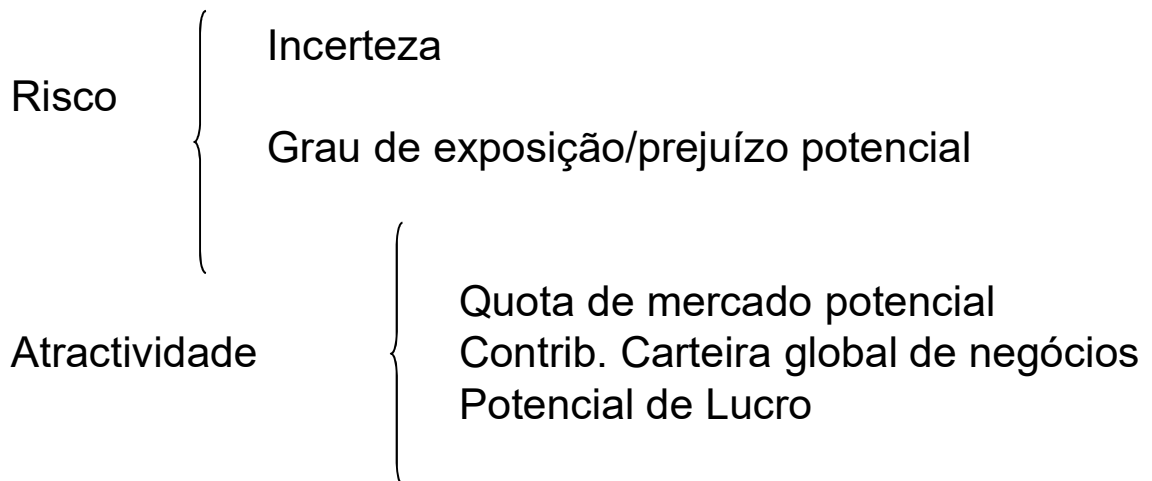 Incerteza
Risco
Grau de exposição/prejuízo potencial
Quota de mercado potencial
Atractividade
Contrib. Carteira global de negócios
Potencial de Lucro